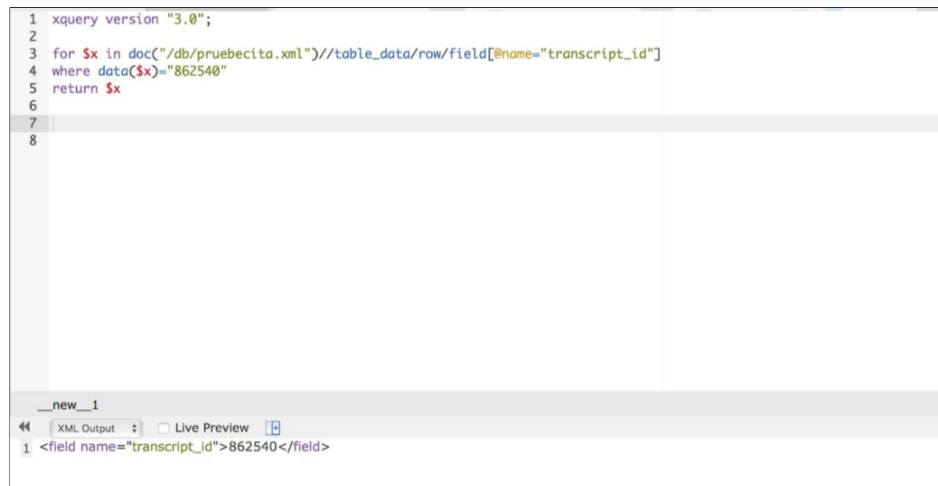 1 xquery version "3.0";
2
3 for $x in doc("/db/pruebecita.xml")//table_data/row/field[@name="transcript_id"]
4 where data($x)="862540"
5 return $x
6
7
8
__new__1
XML Output Live Preview
1 <field name="transcript_id">862540</field>